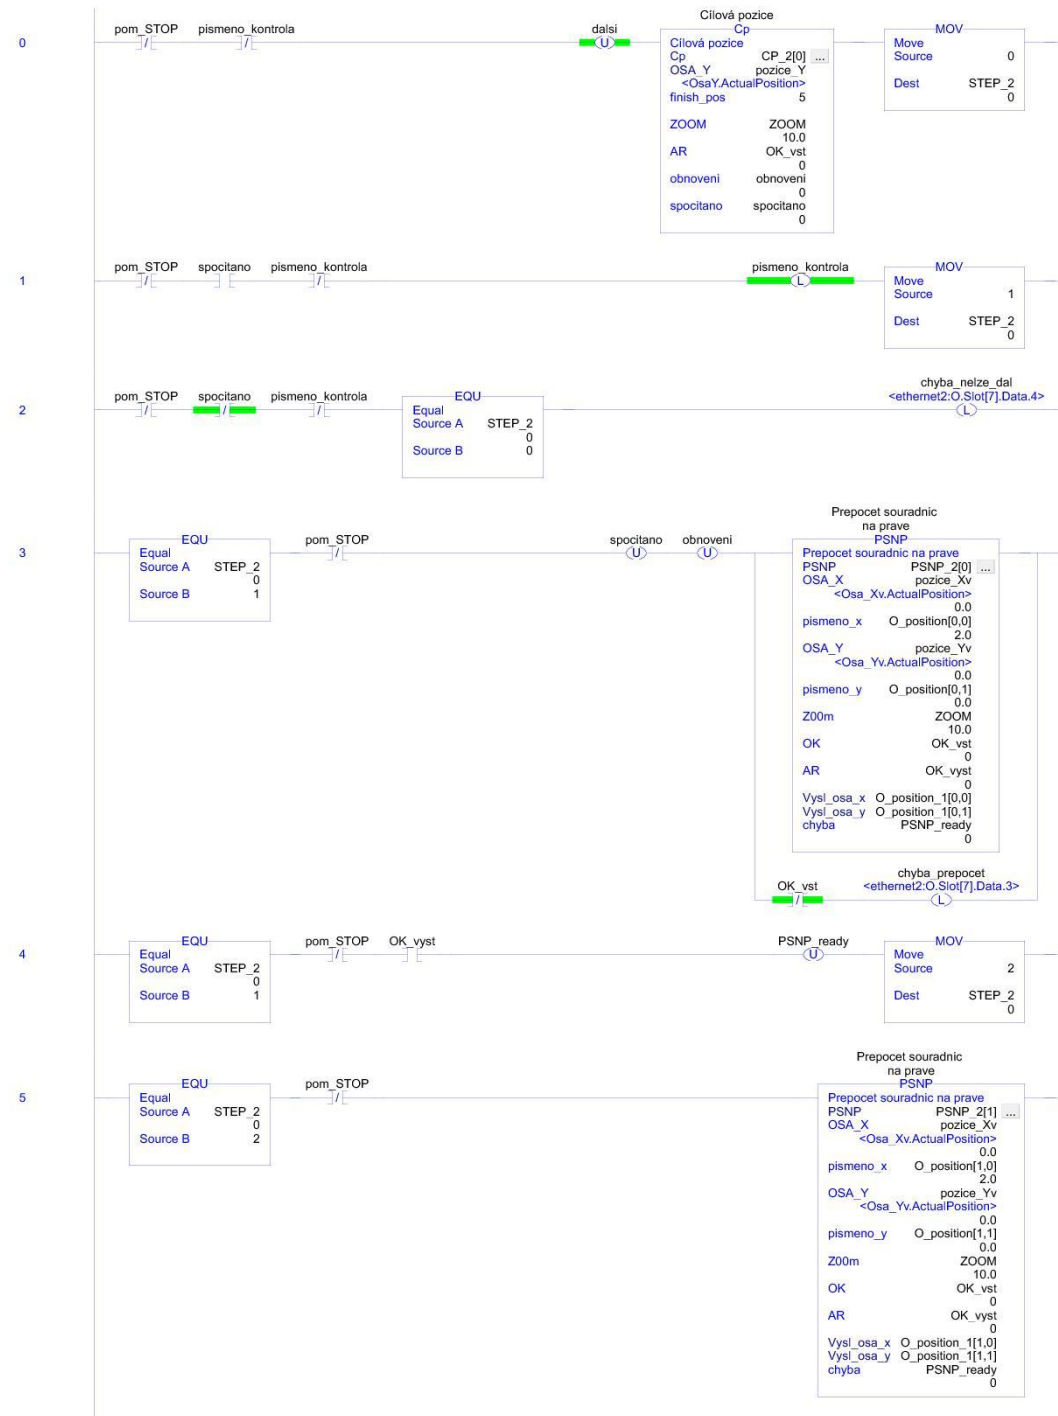 Cílová pozice
pom_STOP pismeno_kontrola dalsi Cp MOV
0 / / U Cílová pozice Move
Cp CP_2[0] ... Source 0
OSA_Y pozice_Y
<OsaY.ActualPosition> Dest STEP_2
finish_pos 5 0
ZOOM ZOOM
10.0
AR OK_vst
0
obnoveni obnoveni
0
spocitano spocitano
0
pom_STOP spocitano pismeno_kontrola pismeno_kontrola MOV
1 / / L Move
Source 1
Dest STEP_2
0
chyba_nelze_dal
pom_STOP spocitano pismeno_kontrola EQU <ethernet2:O.Slot[7].Data.4>
2 / / / Equal L
Source A STEP_2
0
Source B 0
Prepocet souradnic
na prave
EQU pom_STOP spocitano obnoveni PSNP
3 Equal / U U Prepocet souradnic na prave
Source A STEP_2 PSNP PSNP_2[0] ...
0 OSA_X pozice_Xv
Source B 1 <Osa_Xv.ActualPosition>
0.0
pismeno_x O_position[0,0]
2.0
OSA_Y pozice_Yv
<Osa_Yv.ActualPosition>
0.0
pismeno_y O_position[0,1]
0.0
Z00m ZOOM
10.0
OK OK_vst
0
AR OK_vyst
0
Vysl_osa_x O_position_1[0,0]
Vysl_osa_y O_position_1[0,1]
chyba PSNP_ready
0
chyba_prepocet
OK_vst <ethernet2:O.Slot[7].Data.3>
/ L
EQU pom_STOP OK_vyst PSNP_ready MOV
4 Equal / U Move
Source A STEP_2 Source 2
0
Source B 1 Dest STEP_2
0
Prepocet souradnic
na prave
EQU pom_STOP PSNP
5 Equal / Prepocet souradnic na prave
Source A STEP_2 PSNP PSNP_2[1] ...
0 OSA_X pozice_Xv
Source B 2 <Osa_Xv.ActualPosition>
0.0
pismeno_x O_position[1,0]
2.0
OSA_Y pozice_Yv
<Osa_Yv.ActualPosition>
0.0
pismeno_y O_position[1,1]
0.0
Z00m ZOOM
10.0
OK OK_vst
0
AR OK_vyst
0
Vysl_osa_x O_position_1[1,0]
Vysl_osa_y O_position_1[1,1]
chyba PSNP_ready
0